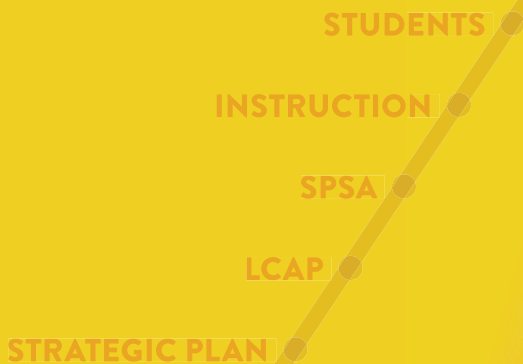 STUDENTS
INSTRUCTION
SPSA
LCAP
STRATEGIC PLAN